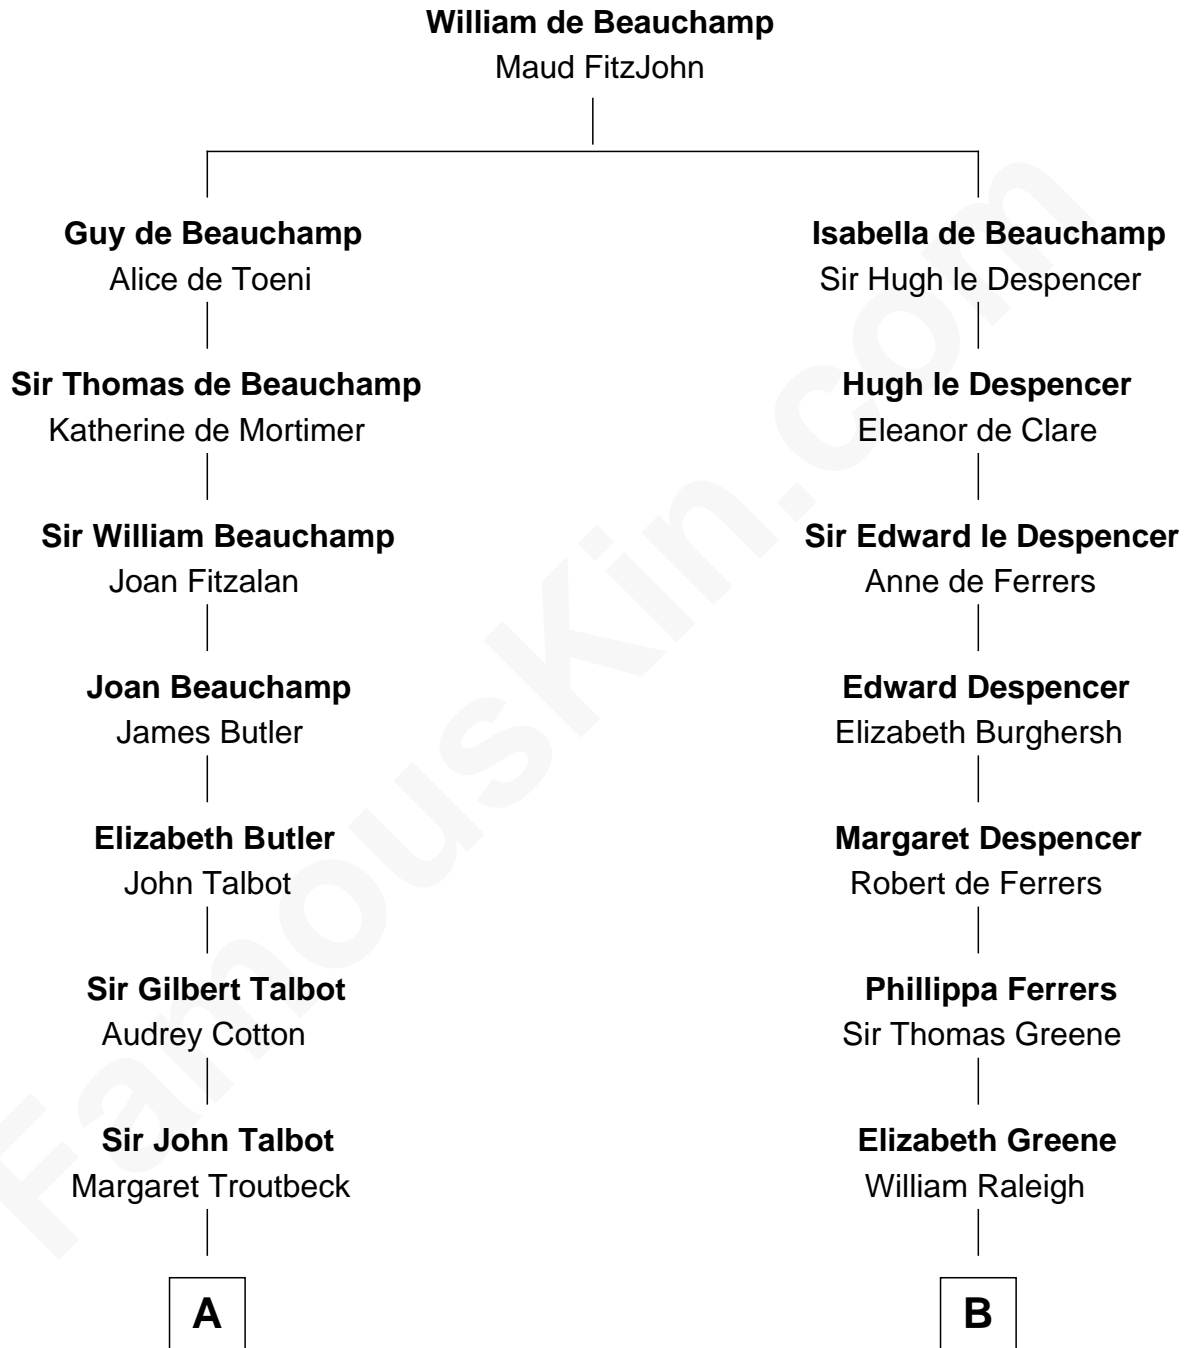 William de Beauchamp
Maud FitzJohn
Guy de Beauchamp
Alice de Toeni
Isabella de Beauchamp
Sir Hugh le Despencer
Sir Thomas de Beauchamp
Katherine de Mortimer
Hugh le Despencer
Eleanor de Clare
Sir William Beauchamp
Joan Fitzalan
Sir Edward le Despencer
Anne de Ferrers
Joan Beauchamp
James Butler
Edward Despencer
Elizabeth Burghersh
Elizabeth Butler
John Talbot
Margaret Despencer
Robert de Ferrers
Sir Gilbert Talbot
Audrey Cotton
Phillippa Ferrers
Sir Thomas Greene
Sir John Talbot
Margaret Troutbeck
Elizabeth Greene
William Raleigh
A
B
FamousKin.com